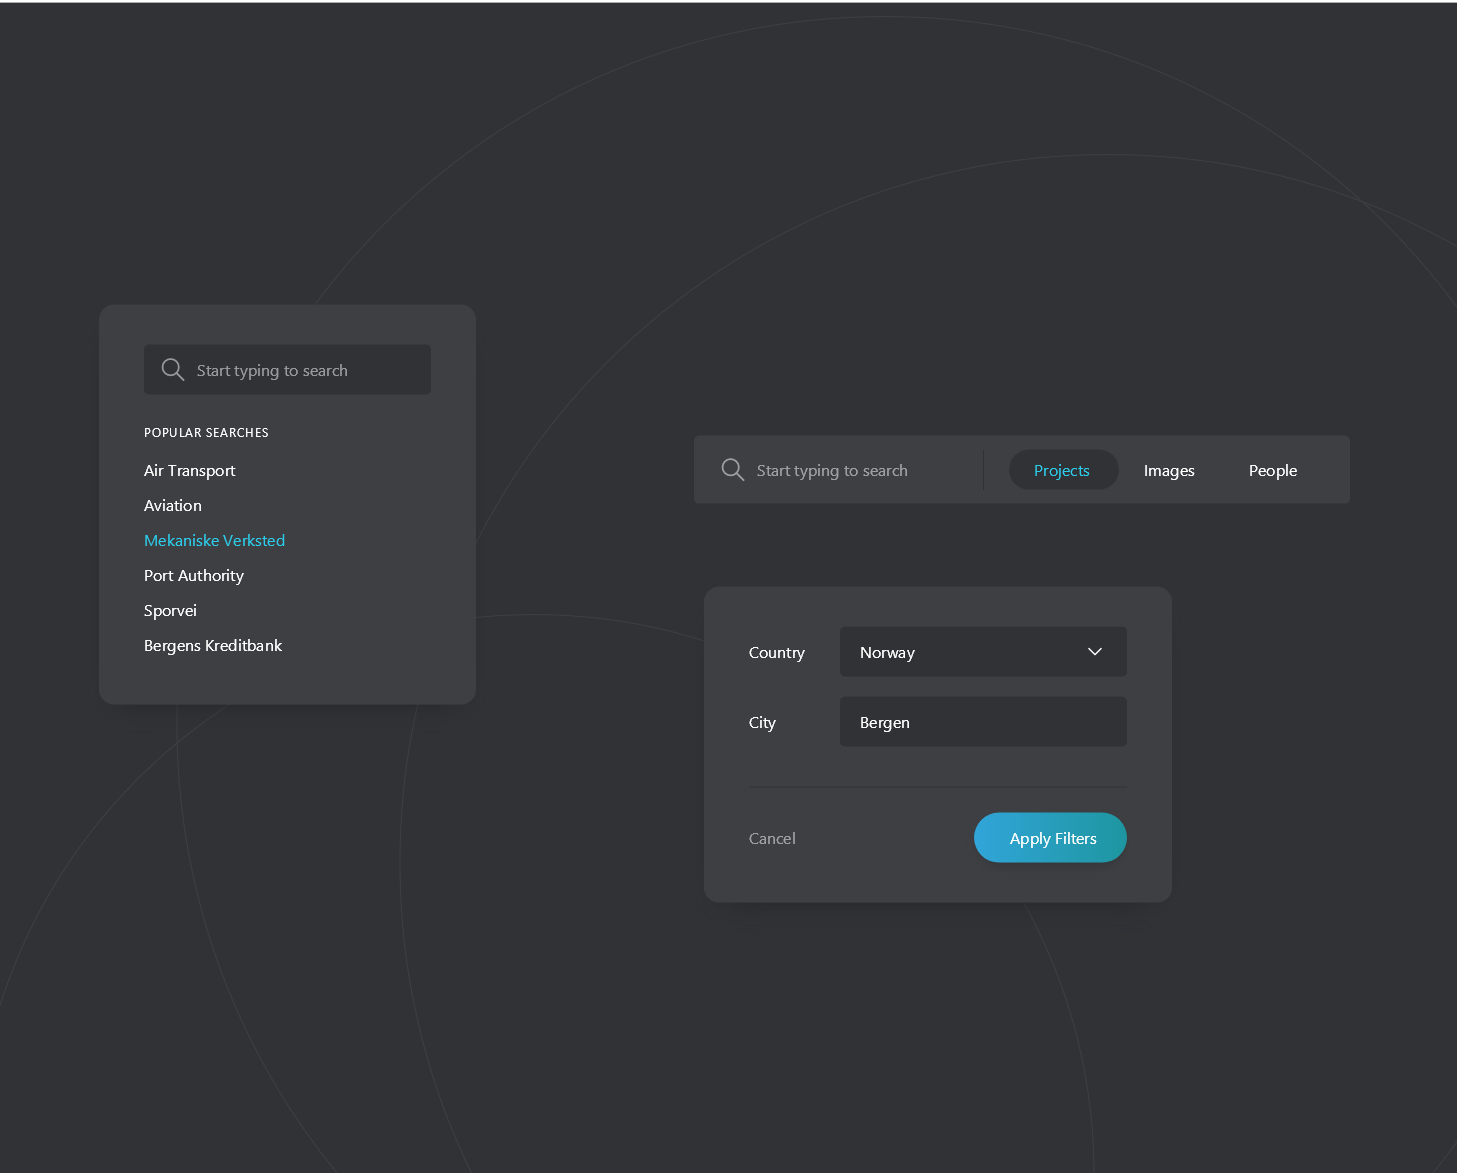 Start typing to search
POPULAR SEARCHES
Air Transport
Aviation
Mekaniske Verksted
Port Authority
Sporvei
Bergens Kreditbank
Start typing to search Projects Images People
Country Norway
City Bergen
Cancel Apply Filters